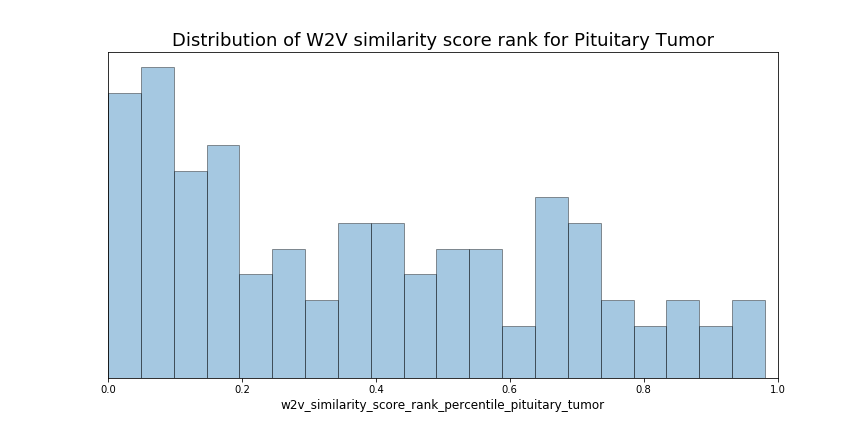 Distribution of W2V similarity score rank for Pituitary Tumor
0.0 0.2 0.4 0.6 0.8 1.0
w2v_similarity_score_rank_percentile_pituitary_tumor